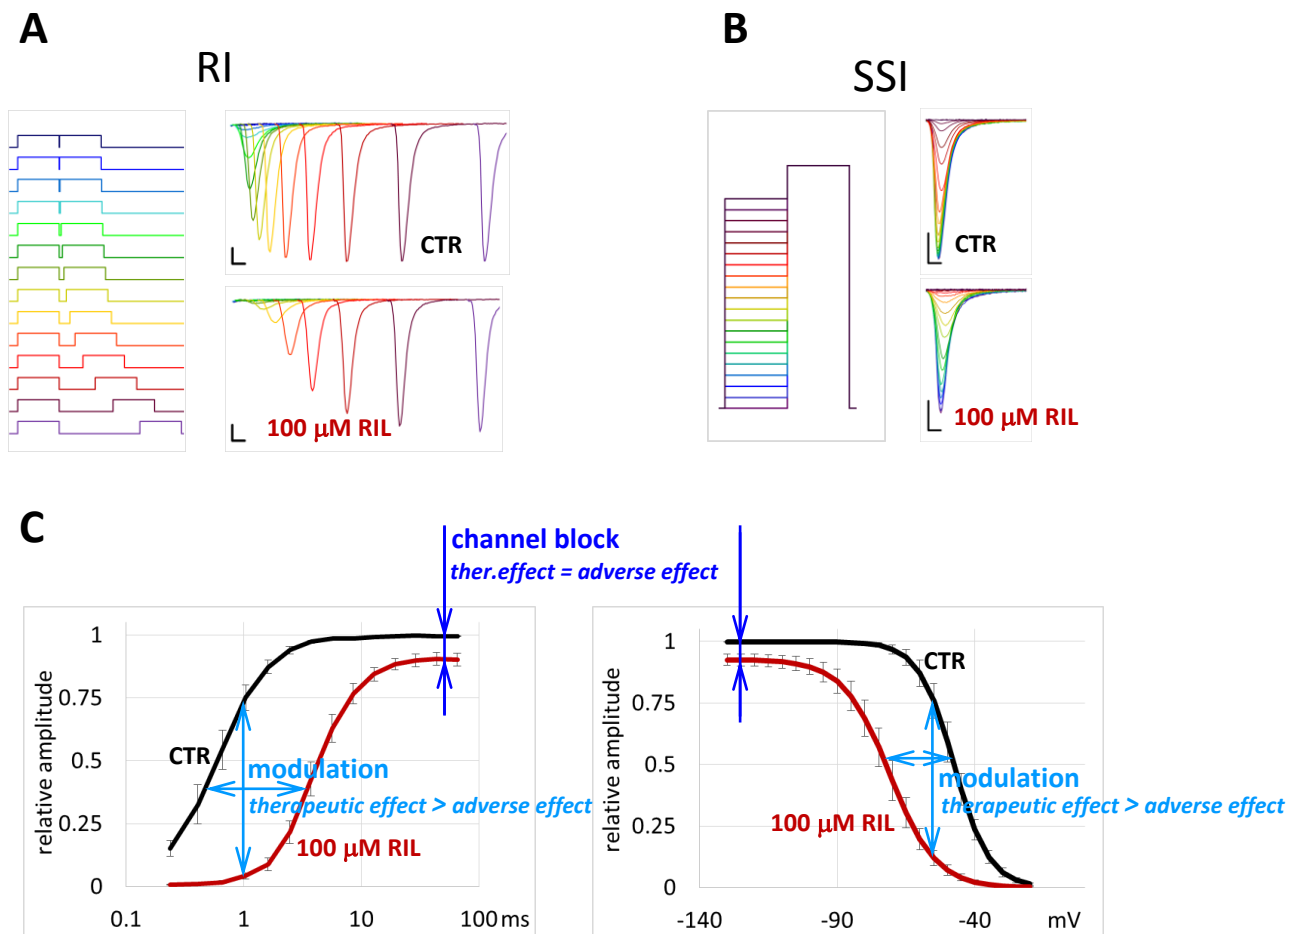 A
RI
CTR
100 μM RIL
B
SSI
CTR
100 μM RIL
C
channel block
ther.effect = adverse effect
relative amplitude
1
0.75
0.5
0.25
0
CTR
modulation
therapeutic effect > adverse effect
100 μM RIL
0.1
1
10
100 ms
relative amplitude
1
0.75
0.5
0.25
0
CTR
modulation
therapeutic effect > adverse effect
100 μM RIL
-140
-90
-40
mV